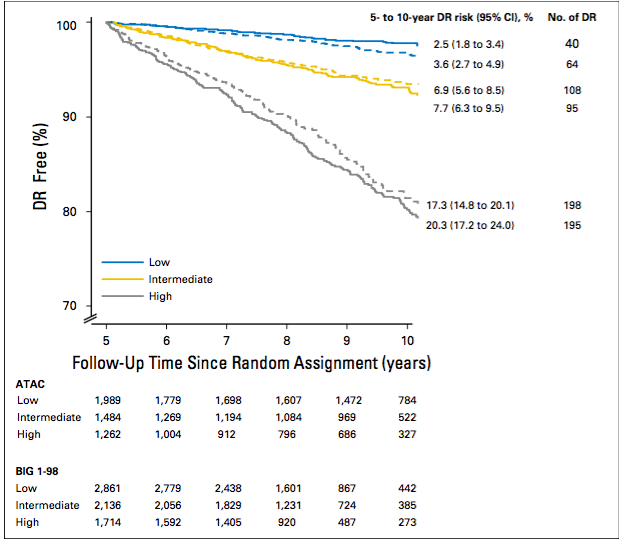 5- to 10-year DR risk (95% CI), % No. of DR
100
2.5 (1.8 to 3.4) 40
3.6 (2.7 to 4.9) 64
6.9 (5.6 to 8.5) 108
7.7 (6.3 to 9.5) 95
90
DR Free (%)
17.3 (14.8 to 20.1) 198
80
20.3 (17.2 to 24.0) 195
Low
Intermediate
High
70
5 6 7 8 9 10
Follow-Up Time Since Random Assignment (years)
ATAC
Low 1,989 1,779 1,698 1,607 1,472 784
Intermediate 1,484 1,269 1,194 1,084 969 522
High 1,262 1,004 912 796 686 327
BIG 1-98
Low 2,861 2,779 2,438 1,601 867 442
Intermediate 2,136 2,056 1,829 1,231 724 385
High 1,714 1,592 1,405 920 487 273